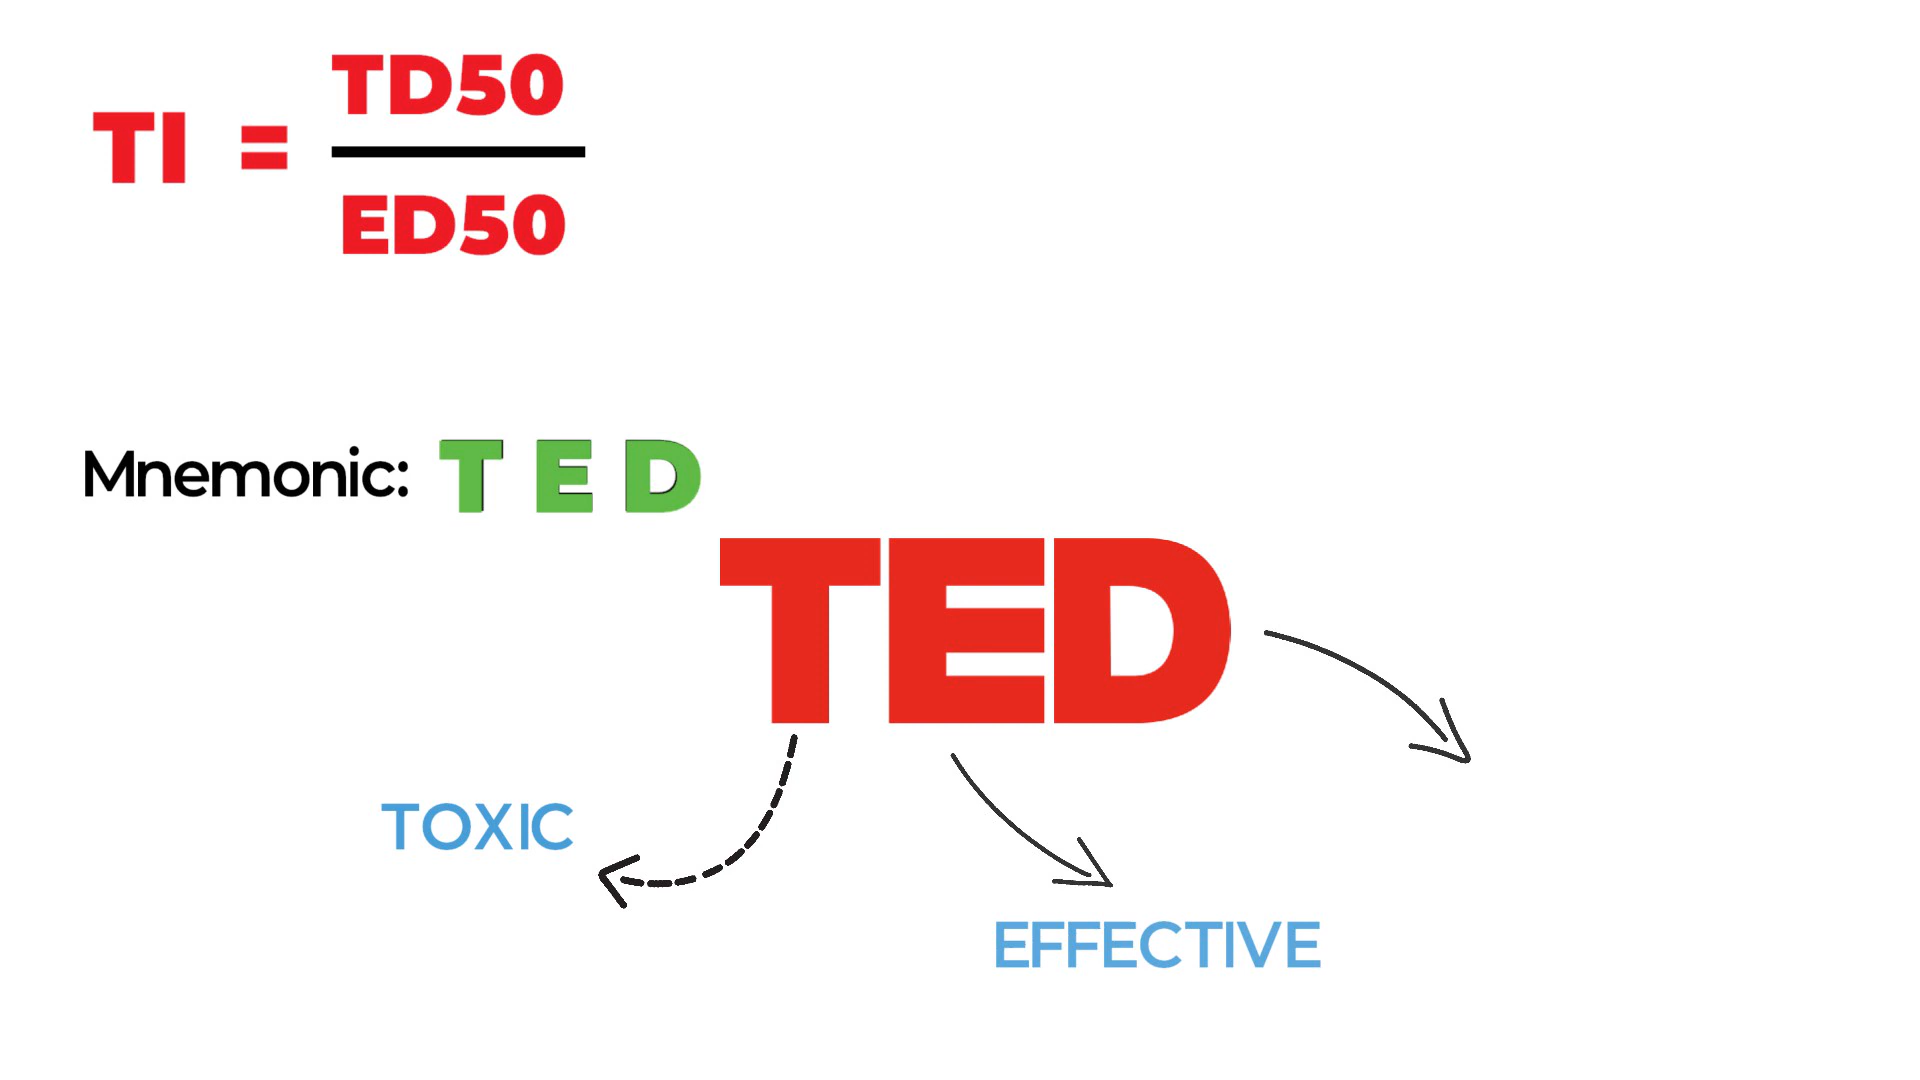 TI = TD50
ED50
Mnemonic: T E D
TED
TOXIC
EFFECTIVE